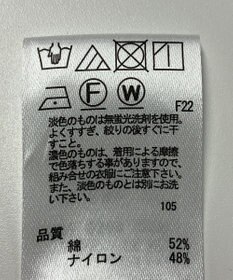 F W
F22
淡色のものは無蛍光洗剤を使用。
よくすすぎ、絞りの後すぐに干
すこと。
濃色のものは、着用による摩擦
で色落ちする事がありますので、
組み合せの衣服にご注意下さい。
また、淡色のものとは別にお洗
い下さい。
105
品質
綿 52%
ナイロン 48%